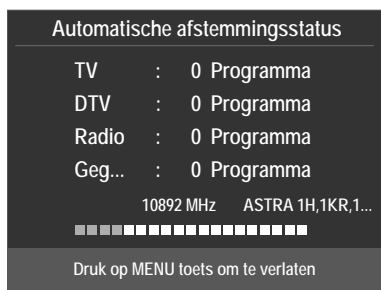 Automatische afstemmingsstatus
TV : 0 Programma
DTV : 0 Programma
Radio : 0 Programma
Geg... : 0 Programma
10892 MHz ASTRA 1H,1KR,1...
Druk op MENU toets om te verlaten